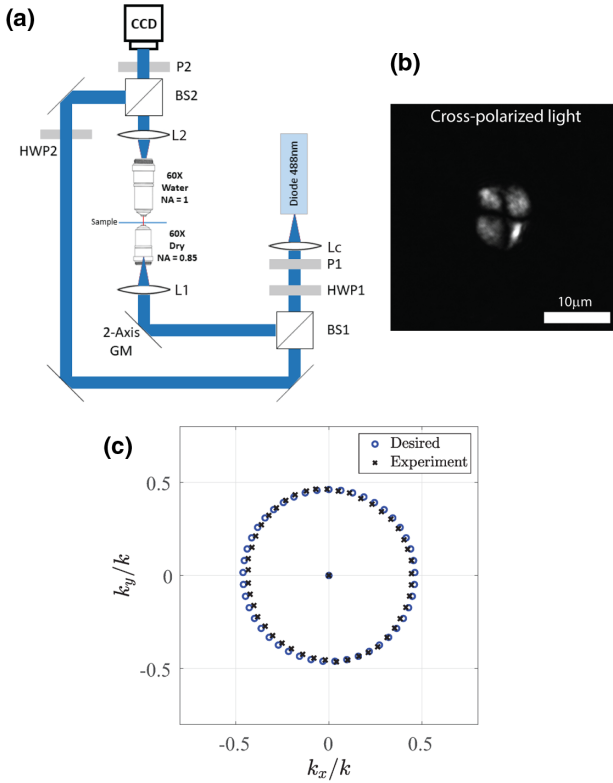 (a)
CCD
P2
BS2
HWP2
L2
60X
Water
NA = 1
Sample
60X
Dry
NA = 0.85
L1
2-Axis
GM
Diode 488nm
Lc
P1
HWP1
BS1
(b)
Cross-polarized light
10μm
(c)
Desired
Experiment
0.5
0
-0.5
k_y/k
-0.5 0 0.5
k_x/k